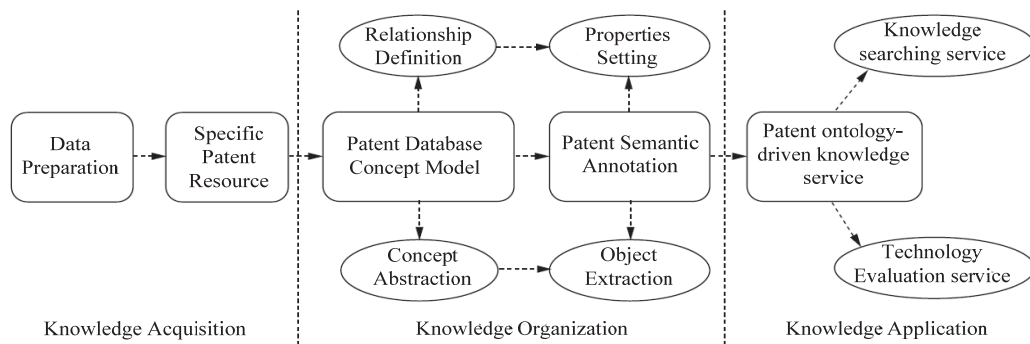 Relationship
Definition
Properties
Setting
Knowledge
searching service
Data
Preparation
Specific
Patent
Resource
Patent Database
Concept Model
Patent Semantic
Annotation
Patent ontology-
driven knowledge
service
Concept
Abstraction
Object
Extraction
Technology
Evaluation service
Knowledge Acquisition
Knowledge Organization
Knowledge Application